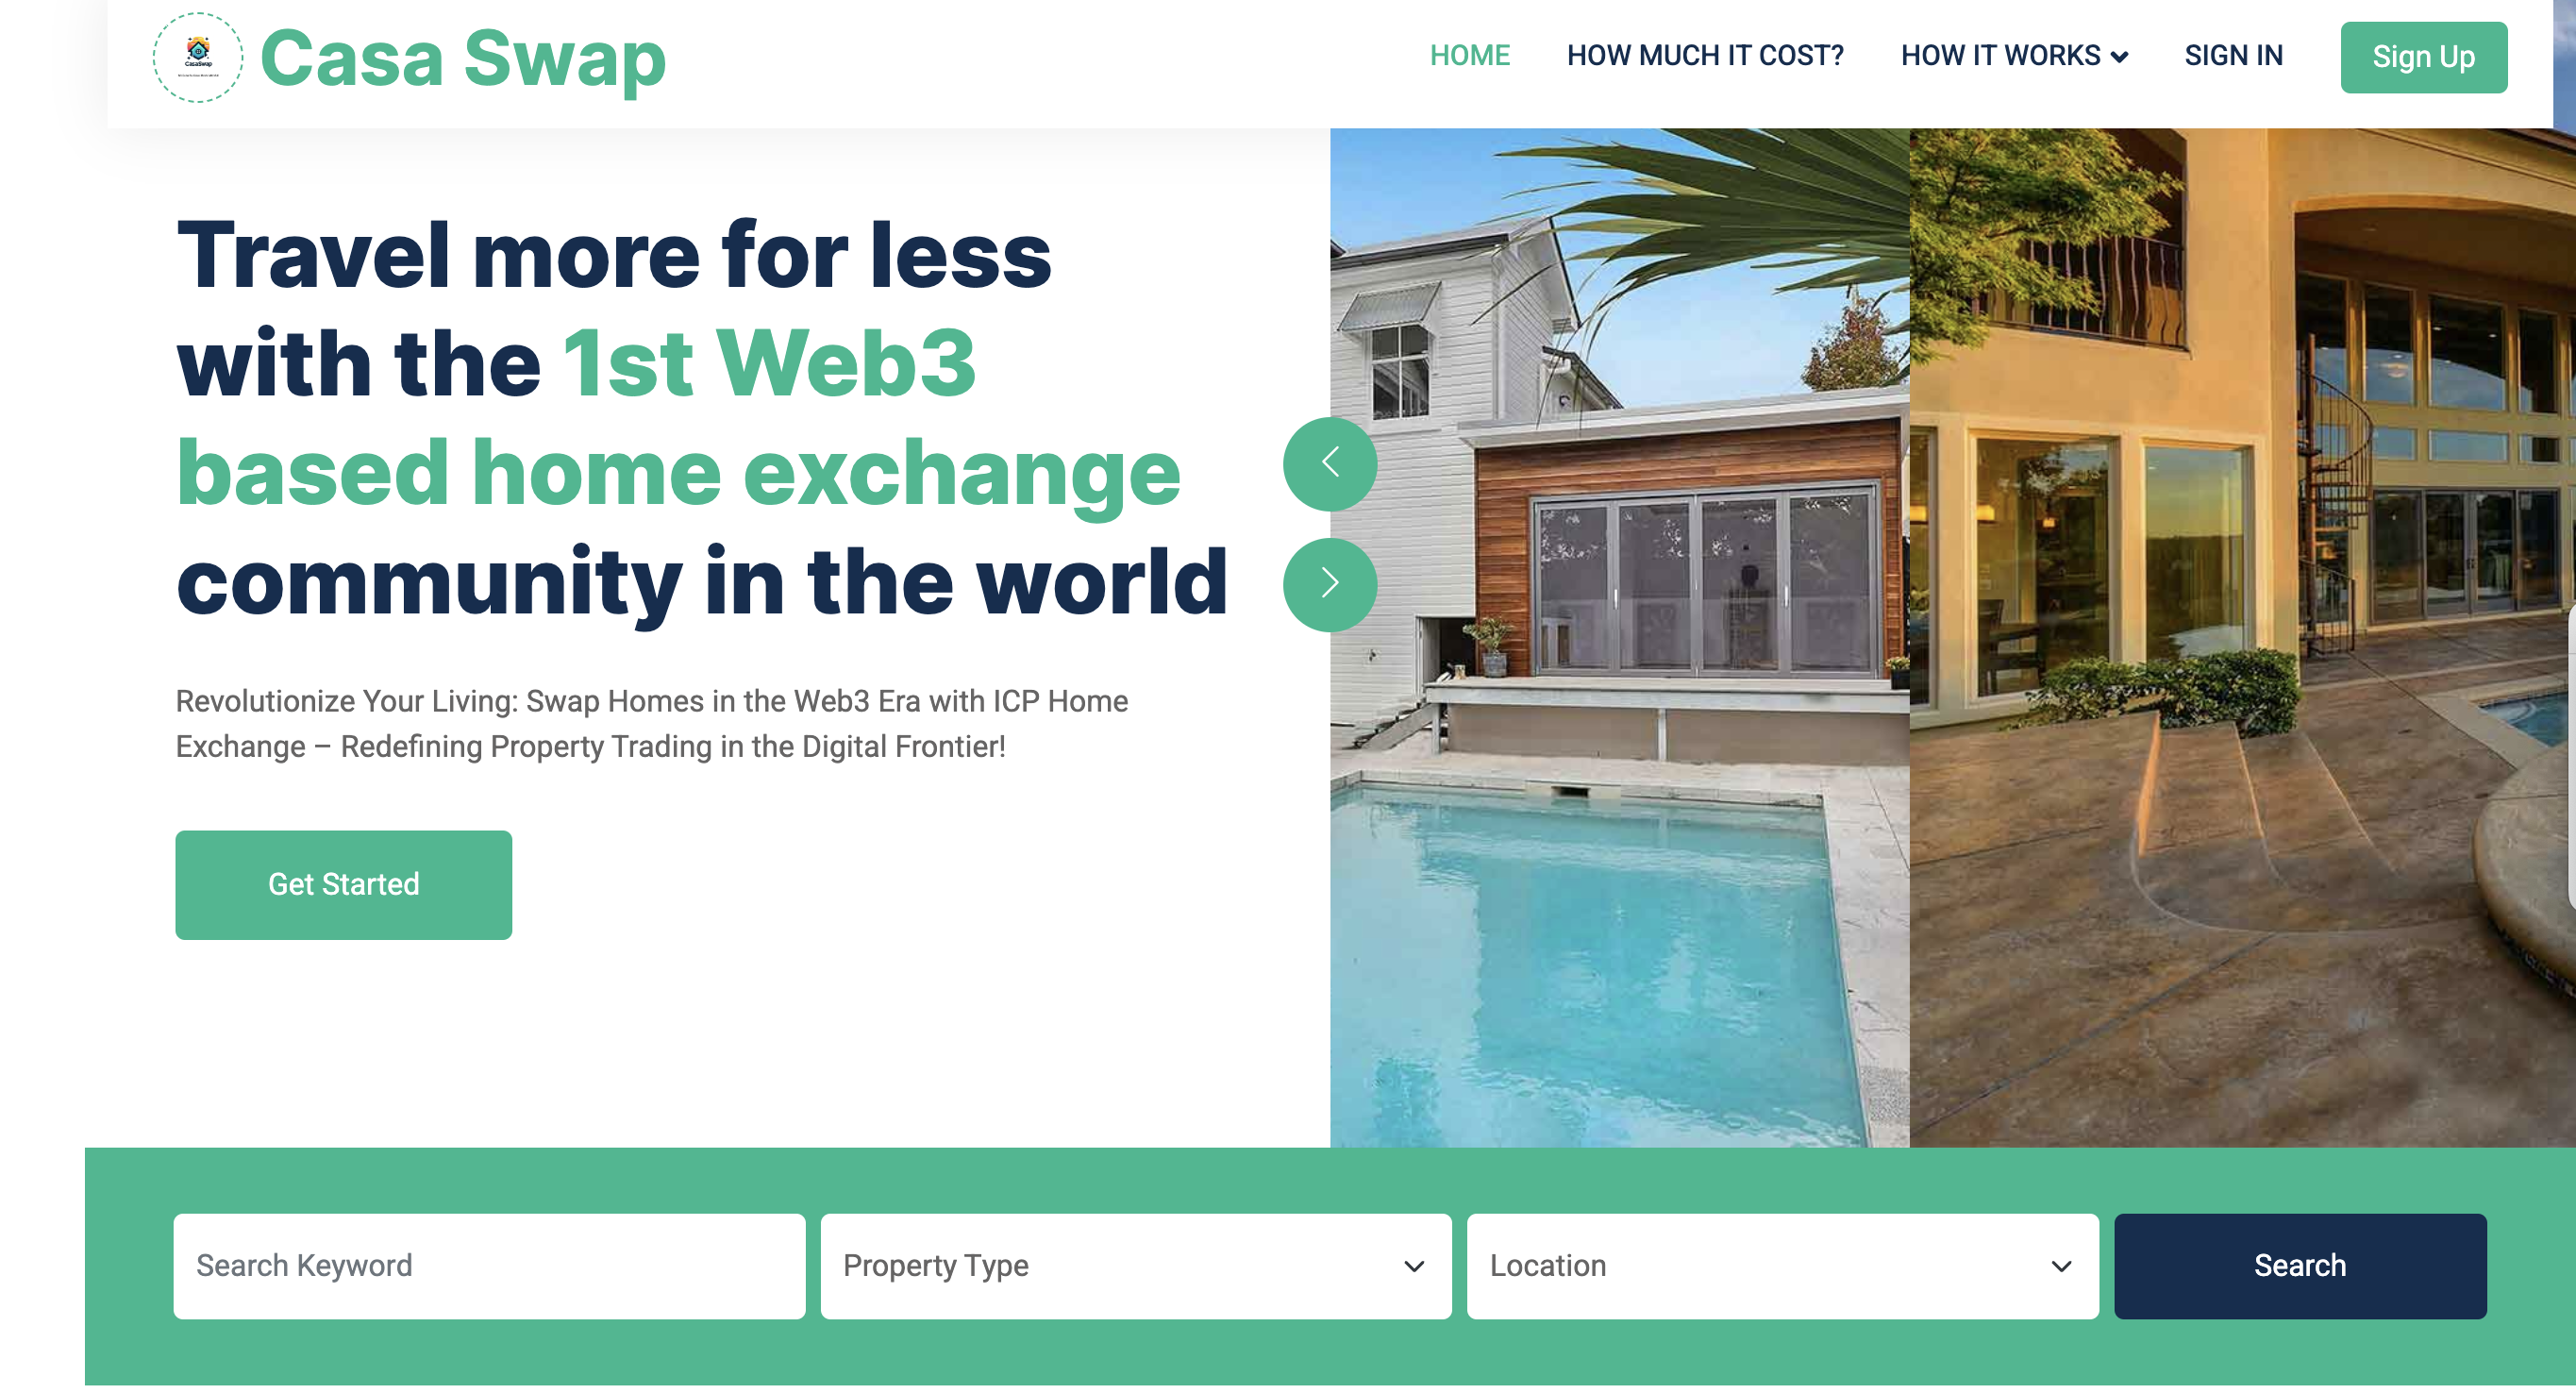 CasaSwap
Casa Swap
HOME
HOW MUCH IT COST?
HOW IT WORKS
SIGN IN
Sign Up
Travel more for less
with the 1st Web3
based home exchange
community in the world
Revolutionize Your Living: Swap Homes in the Web3 Era with ICP Home
Exchange – Redefining Property Trading in the Digital Frontier!
Get Started
Search Keyword
Property Type
Location
Search